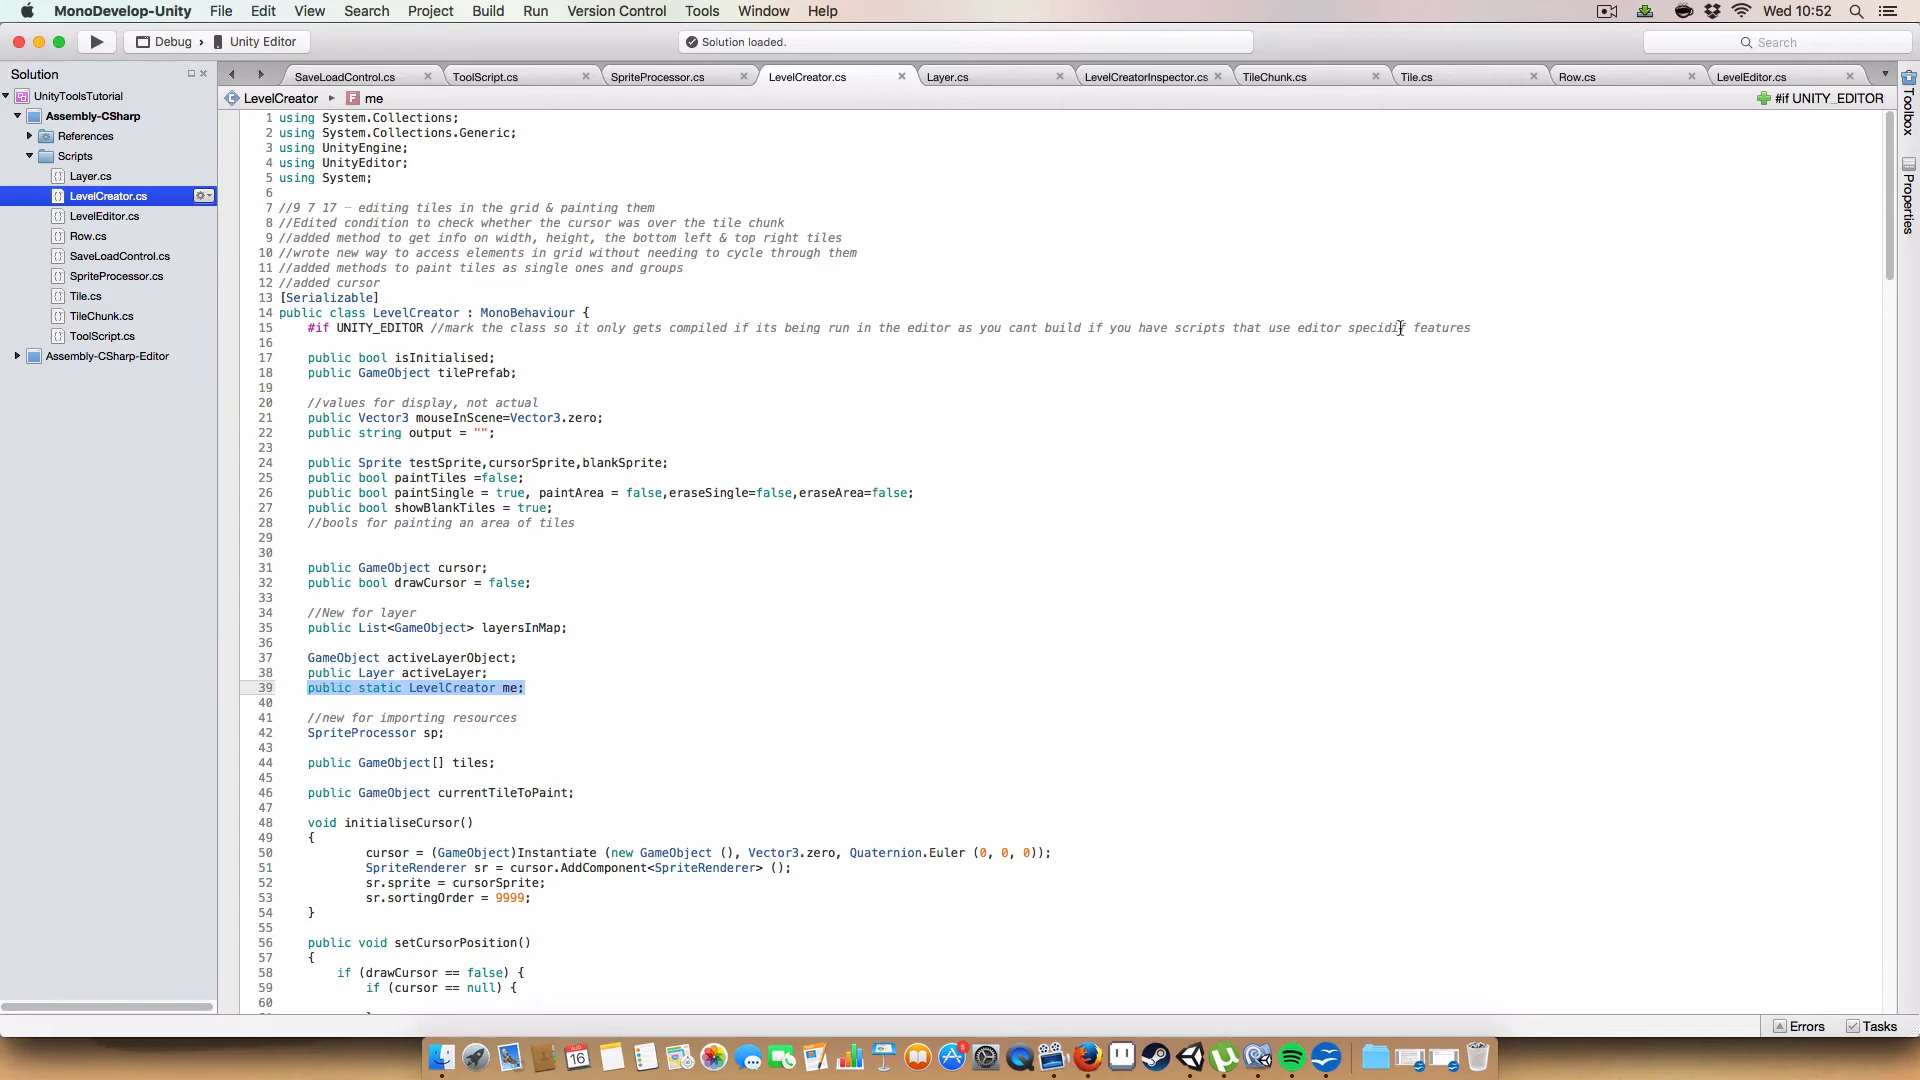 MonoDevelop-Unity File Edit View Search Project Build Run Version Control Tools Window Help Wed 10:52
Debug › Unity Editor Solution loaded. Search
Solution
UnityToolsTutorial
Assembly-CSharp
References
Scripts
Layer.cs
LevelCreator.cs
LevelEditor.cs
Row.cs
SaveLoadControl.cs
SpriteProcessor.cs
Tile.cs
TileChunk.cs
ToolScript.cs
Assembly-CSharp-Editor
SaveLoadControl.cs ToolScript.cs SpriteProcessor.cs LevelCreator.cs Layer.cs LevelCreatorInspector.cs TileChunk.cs Tile.cs Row.cs LevelEditor.cs
LevelCreator me #if UNITY_EDITOR
1 using System.Collections;
2 using System.Collections.Generic;
3 using UnityEngine;
4 using UnityEditor;
5 using System;
6
7 //9 7 17 – editing tiles in the grid & painting them
8 //Edited condition to check whether the cursor was over the tile chunk
9 //added method to get info on width, height, the bottom left & top right tiles
10 //wrote new way to access elements in grid without needing to cycle through them
11 //added methods to paint tiles as single ones and groups
12 //added cursor
13 [Serializable]
14 public class LevelCreator : MonoBehaviour {
15 #if UNITY_EDITOR //mark the class so it only gets compiled if its being run in the editor as you cant build if you have scripts that use editor specidif features
16
17 public bool isInitialised;
18 public GameObject tilePrefab;
19
20 //values for display, not actual
21 public Vector3 mouseInScene=Vector3.zero;
22 public string output = "";
23
24 public Sprite testSprite,cursorSprite,blankSprite;
25 public bool paintTiles =false;
26 public bool paintSingle = true, paintArea = false,eraseSingle=false,eraseArea=false;
27 public bool showBlankTiles = true;
28 //bools for painting an area of tiles
29
30
31 public GameObject cursor;
32 public bool drawCursor = false;
33
34 //New for layer
35 public List<GameObject> layersInMap;
36
37 GameObject activeLayerObject;
38 public Layer activeLayer;
39 public static LevelCreator me;
40
41 //new for importing resources
42 SpriteProcessor sp;
43
44 public GameObject[] tiles;
45
46 public GameObject currentTileToPaint;
47
48 void initialiseCursor()
49 {
50 cursor = (GameObject)Instantiate (new GameObject (), Vector3.zero, Quaternion.Euler (0, 0, 0));
51 SpriteRenderer sr = cursor.AddComponent<SpriteRenderer> ();
52 sr.sprite = cursorSprite;
53 sr.sortingOrder = 9999;
54 }
55
56 public void setCursorPosition()
57 {
58 if (drawCursor == false) {
59 if (cursor == null) {
60
Toolbox
Properties
Errors Tasks
16